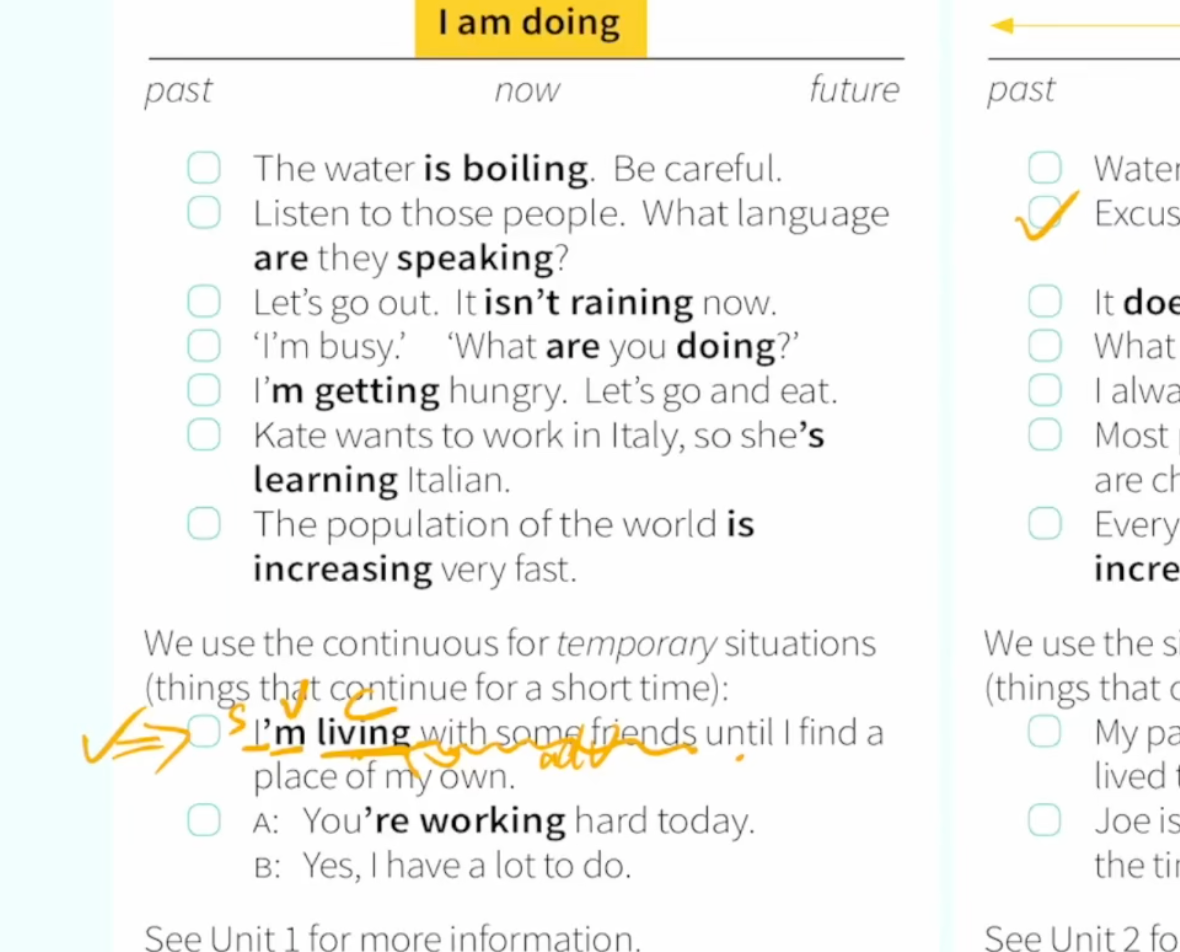 I am doing
past now future
The water is boiling. Be careful.
Listen to those people. What language
are they speaking?
Let's go out. It isn't raining now.
‘I'm busy.’ ‘What are you doing?’
I'm getting hungry. Let's go and eat.
Kate wants to work in Italy, so she's
learning Italian.
The population of the world is
increasing very fast.
We use the continuous for temporary situations
(things that continue for a short time):
S V C
I'm living with some friends until I find a
adv
place of my own.
A: You're working hard today.
B: Yes, I have a lot to do.
See Unit 1 for more information.
past
Water
Excus
It doe
What
I alwa
Most
are ch
Every
incre
We use the si
(things that c
My pa
lived
Joe is
the tin
See Unit 2 fo